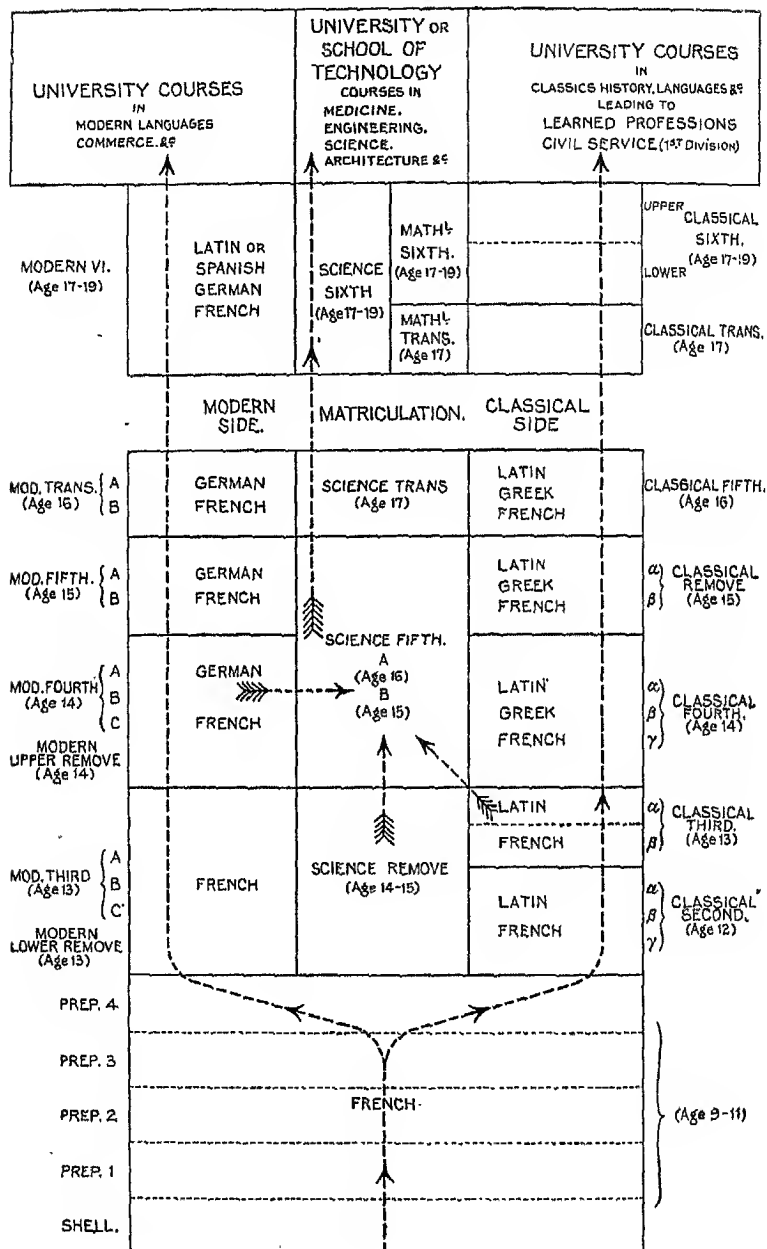 UNIVERSITY COURSES
IN
MODERN LANGUAGES
COMMERCE. &c
UNIVERSITY OR
SCHOOL OF
TECHNOLOGY
COURSES IN
MEDICINE.
ENGINEERING.
SCIENCE.
ARCHITECTURE &c
UNIVERSITY COURSES
IN
CLASSICS HISTORY, LANGUAGES &c
LEADING TO
LEARNED PROFESSIONS
CIVIL SERVICE (1ST DIVISION)
MODERN VI.
(Age 17-19)
LATIN OR
SPANISH
GERMAN
FRENCH
SCIENCE
SIXTH
(Age 17-19)
MATHL
SIXTH.
(Age 17-19)
MATHL
TRANS.
(Age 17)
UPPER
LOWER
CLASSICAL
SIXTH.
(Age 17-19)
CLASSICAL TRANS.
(Age 17)
MODERN
SIDE.
MATRICULATION.
CLASSICAL
SIDE
MOD. TRANS.
(Age 16)
A
B
GERMAN
FRENCH
SCIENCE TRANS
(Age 17)
LATIN
GREEK
FRENCH
CLASSICAL FIFTH.
(Age 16)
MOD. FIFTH.
(Age 15)
A
B
GERMAN
FRENCH
LATIN
GREEK
FRENCH
α
β
CLASSICAL
REMOVE
(Age 15)
MOD. FOURTH
(Age 14)
A
B
C
MODERN
UPPER REMOVE
(Age 14)
GERMAN
FRENCH
SCIENCE FIFTH.
A
(Age 16)
B
(Age 15)
LATIN
GREEK
FRENCH
α
β
γ
CLASSICAL
FOURTH.
(Age 14)
MOD. THIRD
(Age 13)
A
B
C
MODERN
LOWER REMOVE
(Age 13)
FRENCH
SCIENCE REMOVE
(Age 14-15)
LATIN
FRENCH
α
β
CLASSICAL
THIRD.
(Age 13)
LATIN
FRENCH
α
β
γ
CLASSICAL
SECOND.
(Age 12)
PREP. 4
PREP. 3
PREP. 2
PREP. 1
SHELL.
FRENCH.
(Age 9-11)